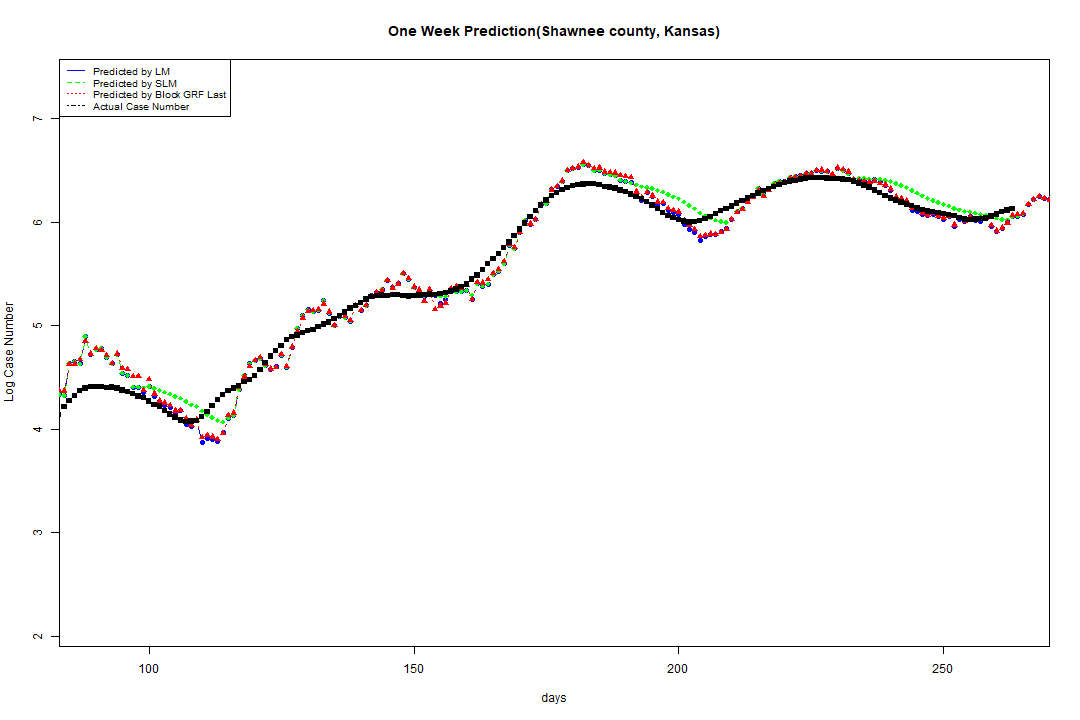 One Week Prediction(Shawnee county, Kansas)
Predicted by LM
Predicted by SLM
Predicted by Block GRF Last
Actual Case Number
7
6
5
4
3
2
Log Case Number
100
150
200
250
days